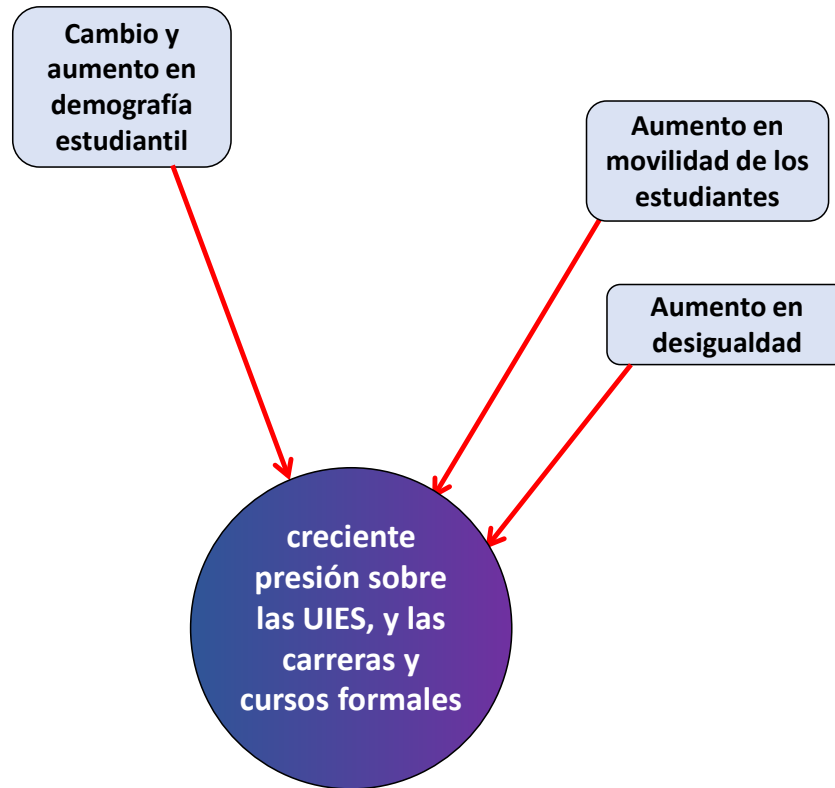 Cambio y
aumento en
demografía
estudiantil
Aumento en
movilidad de los
estudiantes
Aumento en
desigualdad
creciente
presión sobre
las UIES, y las
carreras y
cursos formales